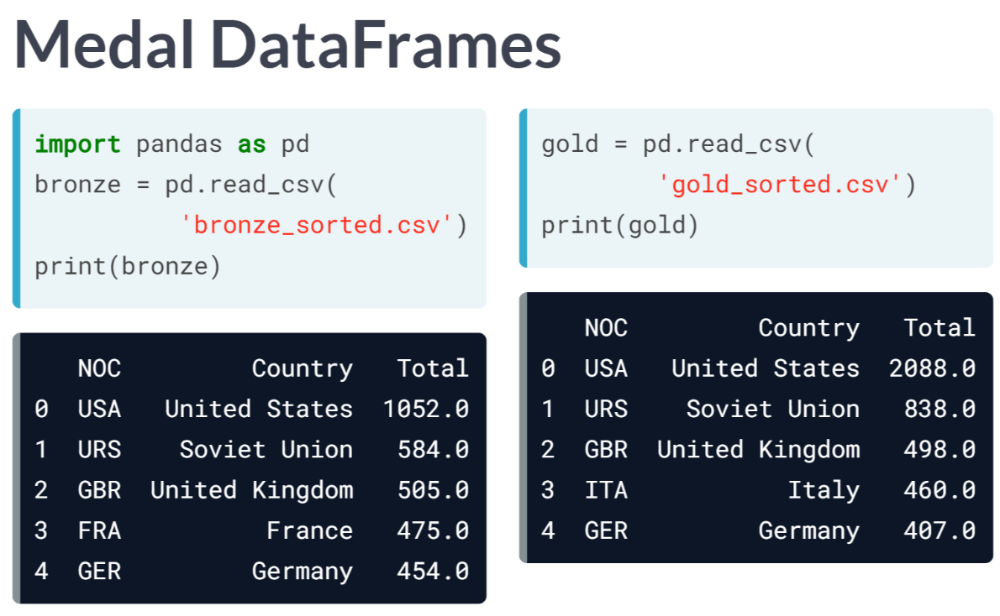 Medal DataFrames
import pandas as pd
bronze = pd.read_csv(
'bronze_sorted.csv')
print(bronze)
NOC Country Total
0 USA United States 1052.0
1 URS Soviet Union 584.0
2 GBR United Kingdom 505.0
3 FRA France 475.0
4 GER Germany 454.0
gold = pd.read_csv(
'gold_sorted.csv')
print(gold)
NOC Country Total
0 USA United States 2088.0
1 URS Soviet Union 838.0
2 GBR United Kingdom 498.0
3 ITA Italy 460.0
4 GER Germany 407.0